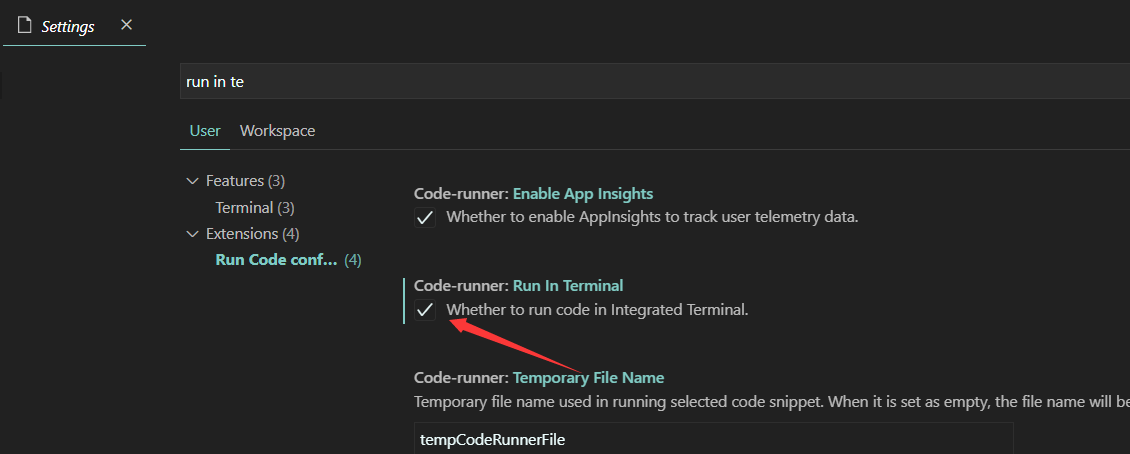 Settings
run in te
User Workspace
Features (3)
Terminal (3)
Extensions (4)
Run Code conf... (4)
Code-runner: Enable App Insights
Whether to enable AppInsights to track user telemetry data.
Code-runner: Run In Terminal
Whether to run code in Integrated Terminal.
Code-runner: Temporary File Name
Temporary file name used in running selected code snippet. When it is set as empty, the file name will be
tempCodeRunnerFile